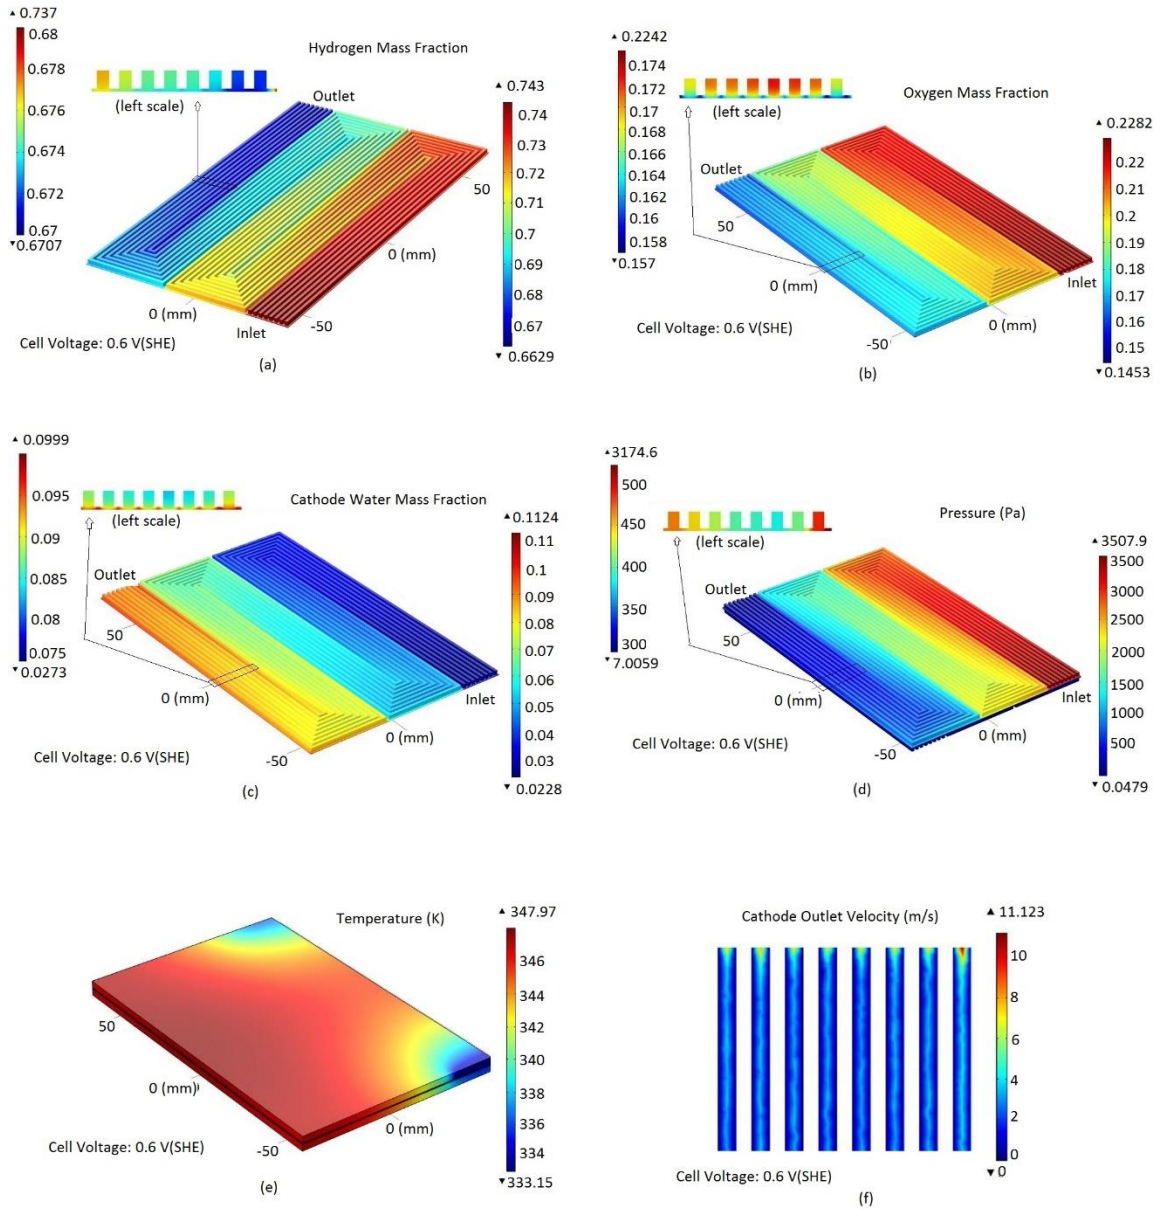 ▲ 0.737
0.68
0.678
0.676
0.674
0.672
0.67
▼0.6707
(left scale)
Hydrogen Mass Fraction
Outlet
▲ 0.743
0.74
0.73
0.72
0.71
0.7
0.69
0.68
0.67
▼ 0.6629
50
0 (mm)
-50
0 (mm)
Inlet
Cell Voltage: 0.6 V(SHE)
(a)
▲ 0.2242
0.174
0.172
0.17
0.168
0.166
0.164
0.162
0.16
0.158
▼0.157
(left scale)
Oxygen Mass Fraction
▲ 0.2282
0.22
0.21
0.2
0.19
0.18
0.17
0.16
0.15
▼0.1453
Outlet
50
0 (mm)
-50
0 (mm)
Inlet
Cell Voltage: 0.6 V(SHE)
(b)
▲ 0.0999
0.095
0.09
0.085
0.08
0.075
▼0.0273
(left scale)
Cathode Water Mass Fraction
▲0.1124
0.11
0.1
0.09
0.08
0.07
0.06
0.05
0.04
0.03
▼ 0.0228
Outlet
50
0 (mm)
-50
0 (mm)
Inlet
Cell Voltage: 0.6 V(SHE)
(c)
▲3174.6
500
450
400
350
300
▼7.0059
(left scale)
Pressure (Pa)
▲ 3507.9
3500
3000
2500
2000
1500
1000
500
▼0.0479
Outlet
50
0 (mm)
-50
0 (mm)
Inlet
Cell Voltage: 0.6 V(SHE)
(d)
Temperature (K)
▲ 347.97
346
344
342
340
338
336
334
▼333.15
50
0 (mm)
-50
0 (mm)
Cell Voltage: 0.6 V(SHE)
(e)
Cathode Outlet Velocity (m/s)
▲ 11.123
10
8
6
4
2
0
▼0
Cell Voltage: 0.6 V(SHE)
(f)